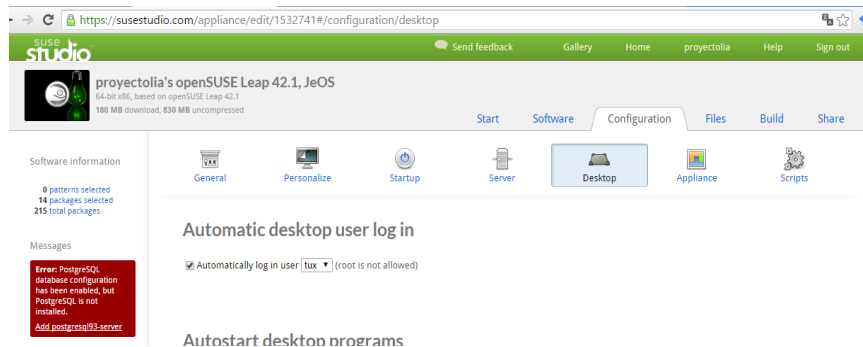 https://susestudio.com/appliance/edit/1532741#/configuration/desktop
suse
studio
Send feedback
Gallery
Home
proyectolia
Help
Sign out
proyectolia's openSUSE Leap 42.1, JeOS
64-bit x86, based on openSUSE Leap 42.1
180 MB download, 830 MB uncompressed
Start
Software
Configuration
Files
Build
Share
Software information
0 patterns selected
14 packages selected
215 total packages
General
Personalize
Startup
Server
Desktop
Appliance
Scripts
Messages
Error: PostgreSQL
database configuration
has been enabled, but
PostgreSQL is not
installed.
Add postgresql93-server
Automatic desktop user log in
Automatically log in user tux (root is not allowed)
Autostart desktop programs